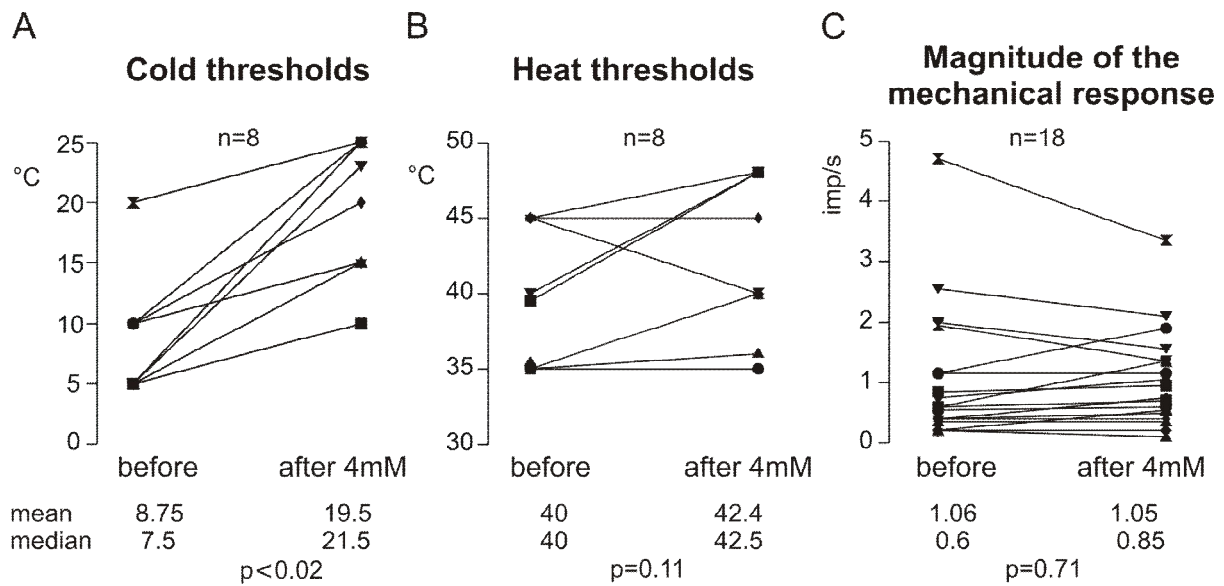 A
Cold thresholds
n=8
°C
25
20
15
10
5
0
before after 4mM
B
Heat thresholds
n=8
°C
50
45
40
35
30
before after 4mM
C
Magnitude of the
mechanical response
n=18
imp/s
5
4
3
2
1
0
before after 4mM
mean 8.75 19.5 40 42.4 1.06 1.05
median 7.5 21.5 40 42.5 0.6 0.85
p<0.02 p=0.11 p=0.71